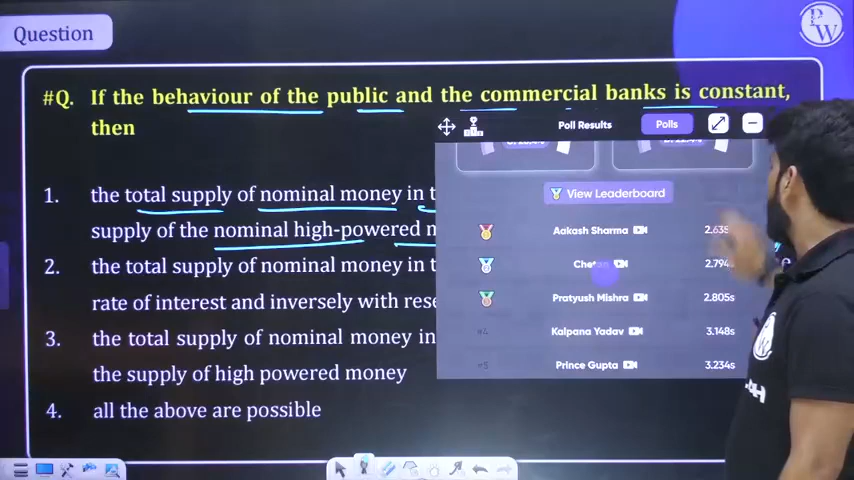 Question
PW
#Q. If the behaviour of the public and the commercial banks is constant,
then
Poll Results
Polls
View Leaderboard
1. the total supply of nominal money in t
supply of the nominal high-powered m
2. the total supply of nominal money in t
rate of interest and inversely with rese
3. the total supply of nominal money in
the supply of high powered money
4. all the above are possible
Aakash Sharma 2.63s
2.794
Pratyush Mishra 2.805s
#4 Kalpana Yadav 3.148s
#5 Prince Gupta 3.234s